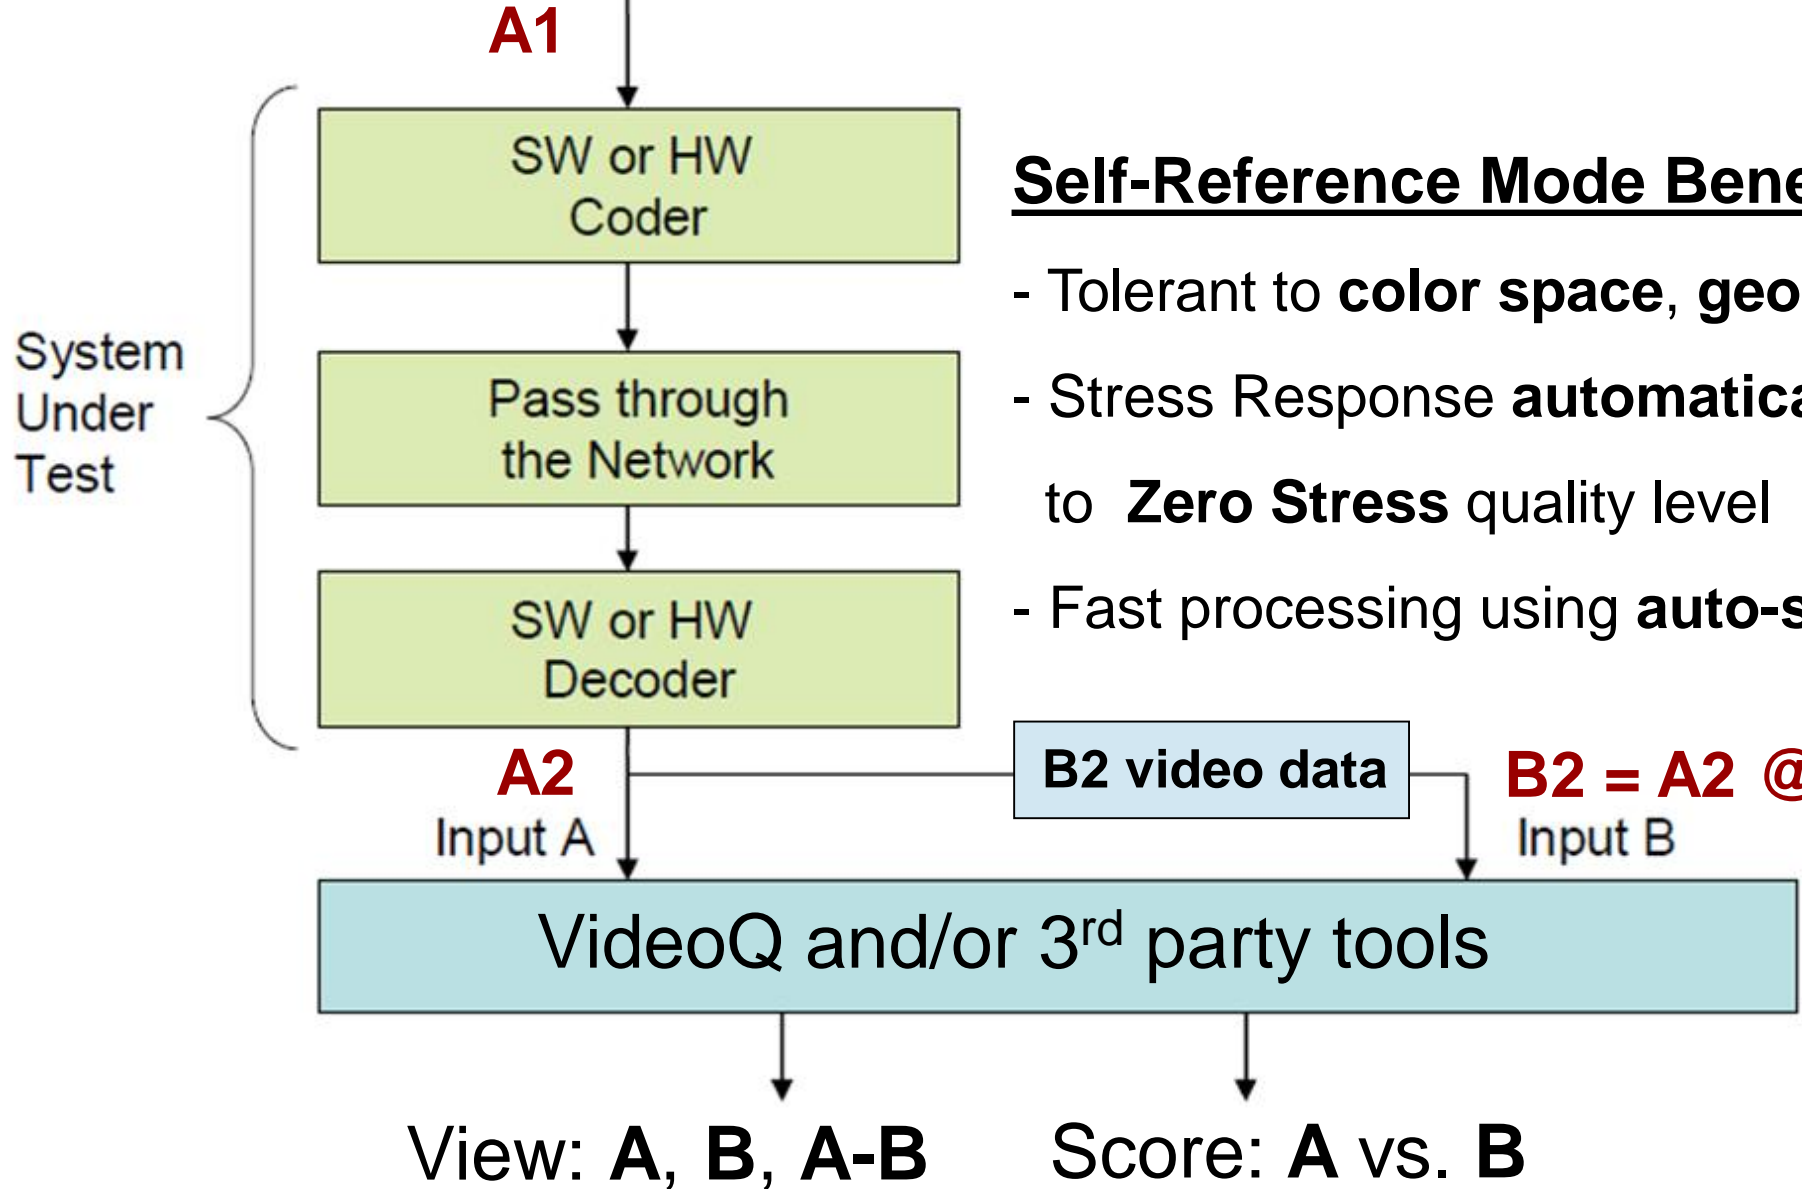 A1
SW or HW
Coder
System
Under
Test
Pass through
the Network
SW or HW
Decoder
Self-Reference Mode Bene
- Tolerant to color space, geo
- Stress Response automatica
to Zero Stress quality level
- Fast processing using auto-s
A2
Input A
B2 video data
B2 = A2 @
Input B
VideoQ and/or 3rd party tools
View: A, B, A-B
Score: A vs. B